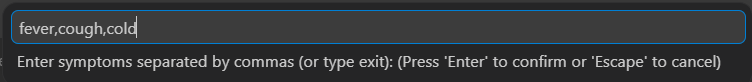 fever,cough,cold
Enter symptoms separated by commas (or type exit): (Press 'Enter' to confirm or 'Escape' to cancel)